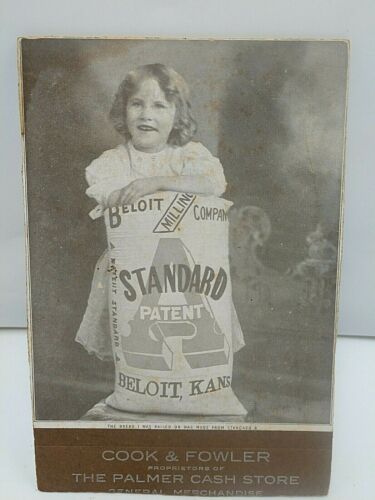 BELOIT MILLING COMPANY
STANDARD
PATENT
BELOIT, KANS.
THE BREAD I WAS RAISED ON WAS MADE FROM STANDARD A
COOK & FOWLER
PROPRIETORS OF
THE PALMER CASH STORE
GENERAL MERCHANDISE